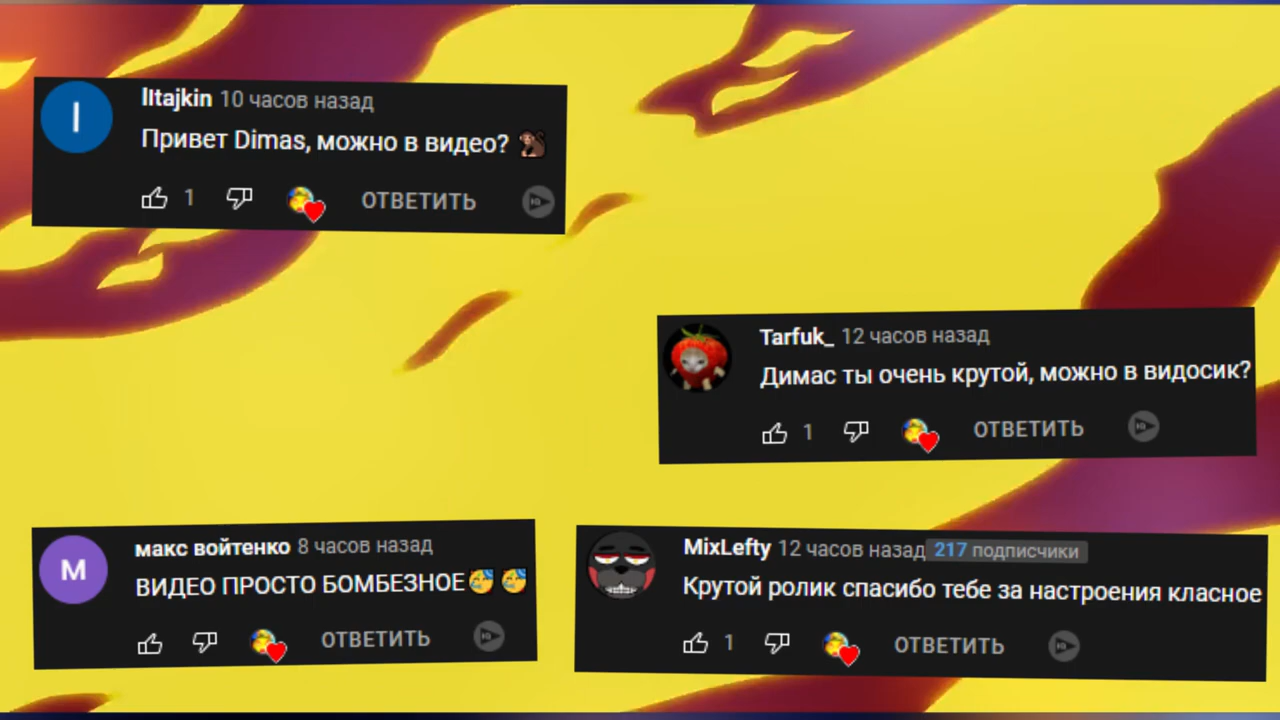 I
lItajkin 10 часов назад
Привет Dimas, можно в видео? 🐒
1
ОТВЕТИТЬ
Tarfuk_ 12 часов назад
Димас ты очень крутой, можно в видосик?
1
ОТВЕТИТЬ
М
макс войтенко 8 часов назад
ВИДЕО ПРОСТО БОМБЕЗНОЕ🥳 🥳
ОТВЕТИТЬ
MixLefty 12 часов назад 217 подписчики
Крутой ролик спасибо тебе за настроения класное
1
ОТВЕТИТЬ